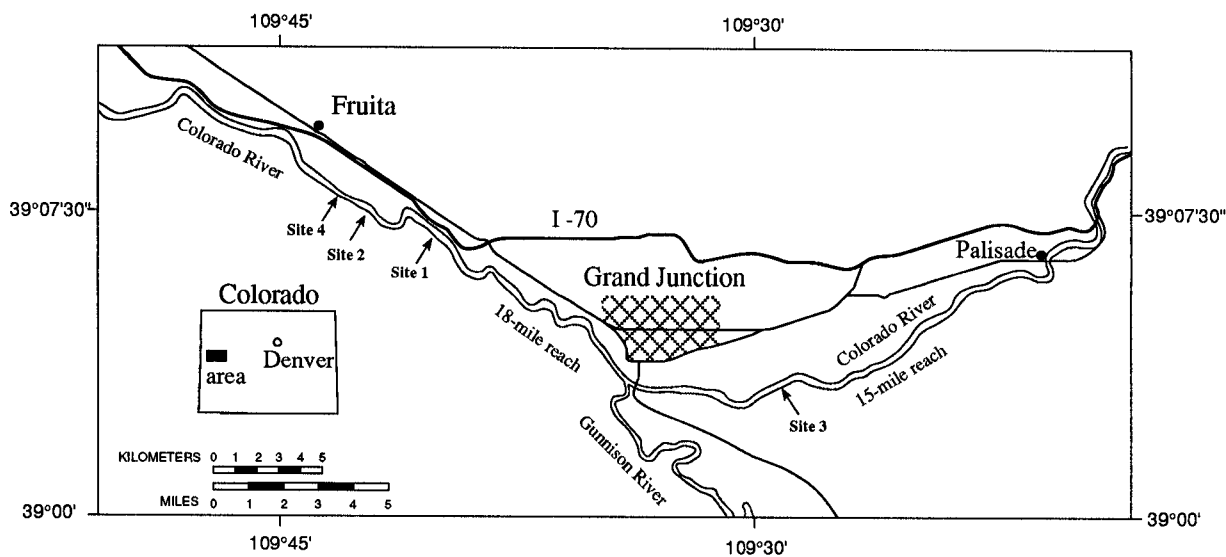 109°45'
109°30'
Fruita
Colorado River
39°07'30"
39°07'30"
I -70
Site 4
Site 2
Site 1
Palisade
Grand Junction
Colorado
Denver
area
18-mile reach
Colorado River
15-mile reach
Site 3
Gunnison River
KILOMETERS 0 1 2 3 4 5
MILES 0 1 2 3 4 5
39°00'
39°00'
109°45'
109°30'